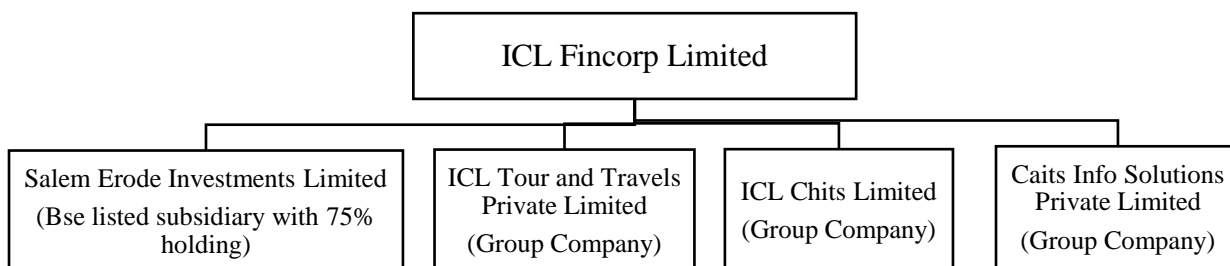 ICL Fincorp Limited
Salem Erode Investments Limited
(Bse listed subsidiary with 75%
holding)
ICL Tour and Travels
Private Limited
(Group Company)
ICL Chits Limited
(Group Company)
Caits Info Solutions
Private Limited
(Group Company)